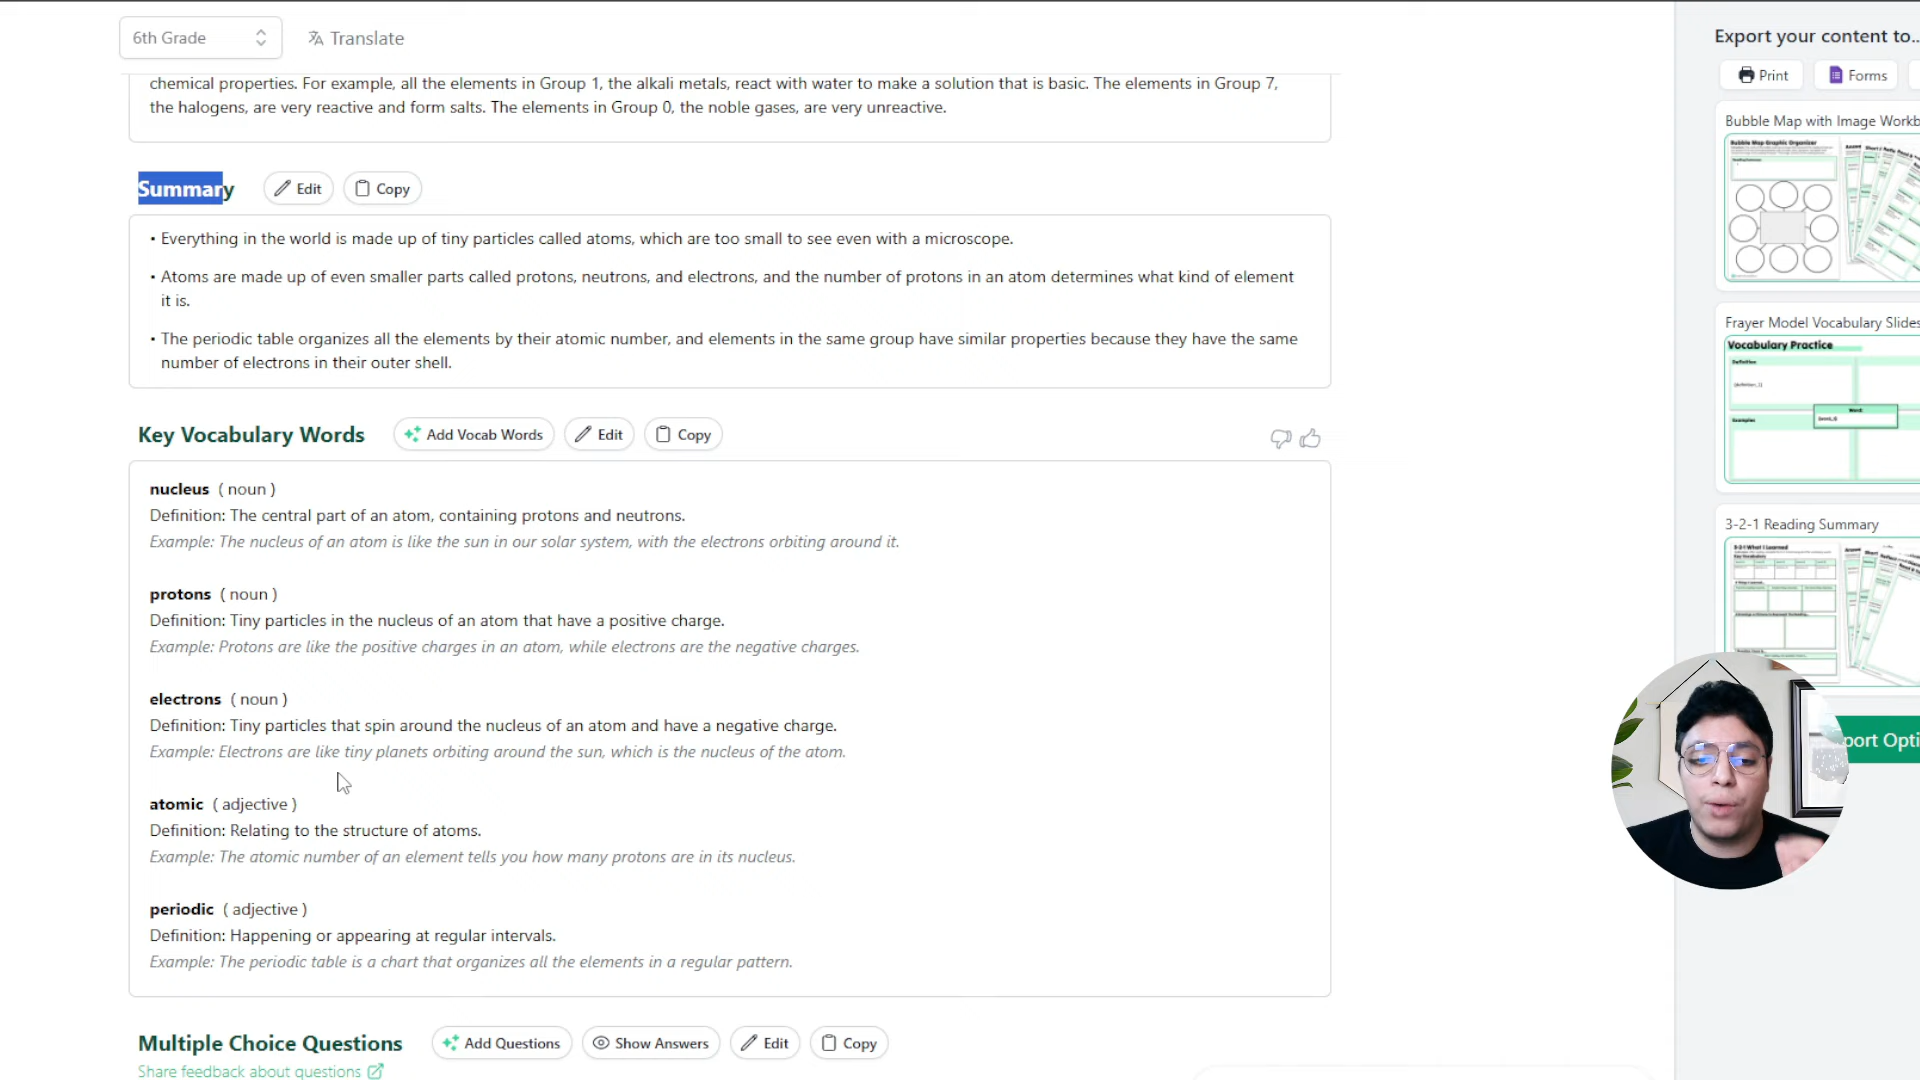 6th Grade
Translate
Export your content to...
chemical properties. For example, all the elements in Group 1, the alkali metals, react with water to make a solution that is basic. The elements in Group 7,
the halogens, are very reactive and form salts. The elements in Group 0, the noble gases, are very unreactive.
Print
Forms
Summary
Edit
Copy
• Everything in the world is made up of tiny particles called atoms, which are too small to see even with a microscope.
• Atoms are made up of even smaller parts called protons, neutrons, and electrons, and the number of protons in an atom determines what kind of element
it is.
• The periodic table organizes all the elements by their atomic number, and elements in the same group have similar properties because they have the same
number of electrons in their outer shell.
Key Vocabulary Words
Add Vocab Words
Edit
Copy
nucleus ( noun )
Definition: The central part of an atom, containing protons and neutrons.
Example: The nucleus of an atom is like the sun in our solar system, with the electrons orbiting around it.
protons ( noun )
Definition: Tiny particles in the nucleus of an atom that have a positive charge.
Example: Protons are like the positive charges in an atom, while electrons are the negative charges.
electrons ( noun )
Definition: Tiny particles that spin around the nucleus of an atom and have a negative charge.
Example: Electrons are like tiny planets orbiting around the sun, which is the nucleus of the atom.
atomic ( adjective )
Definition: Relating to the structure of atoms.
Example: The atomic number of an element tells you how many protons are in its nucleus.
periodic ( adjective )
Definition: Happening or appearing at regular intervals.
Example: The periodic table is a chart that organizes all the elements in a regular pattern.
Multiple Choice Questions
Add Questions
Show Answers
Edit
Copy
Share feedback about questions
Bubble Map with Image Workb
Bubble Map Graphic Organizer
Frayer Model Vocabulary Slides
Vocabulary Practice
Definition
Word
Examples
3-2-1 Reading Summary
3-2-1 What I Learned
Key Vocabulary
port Opti